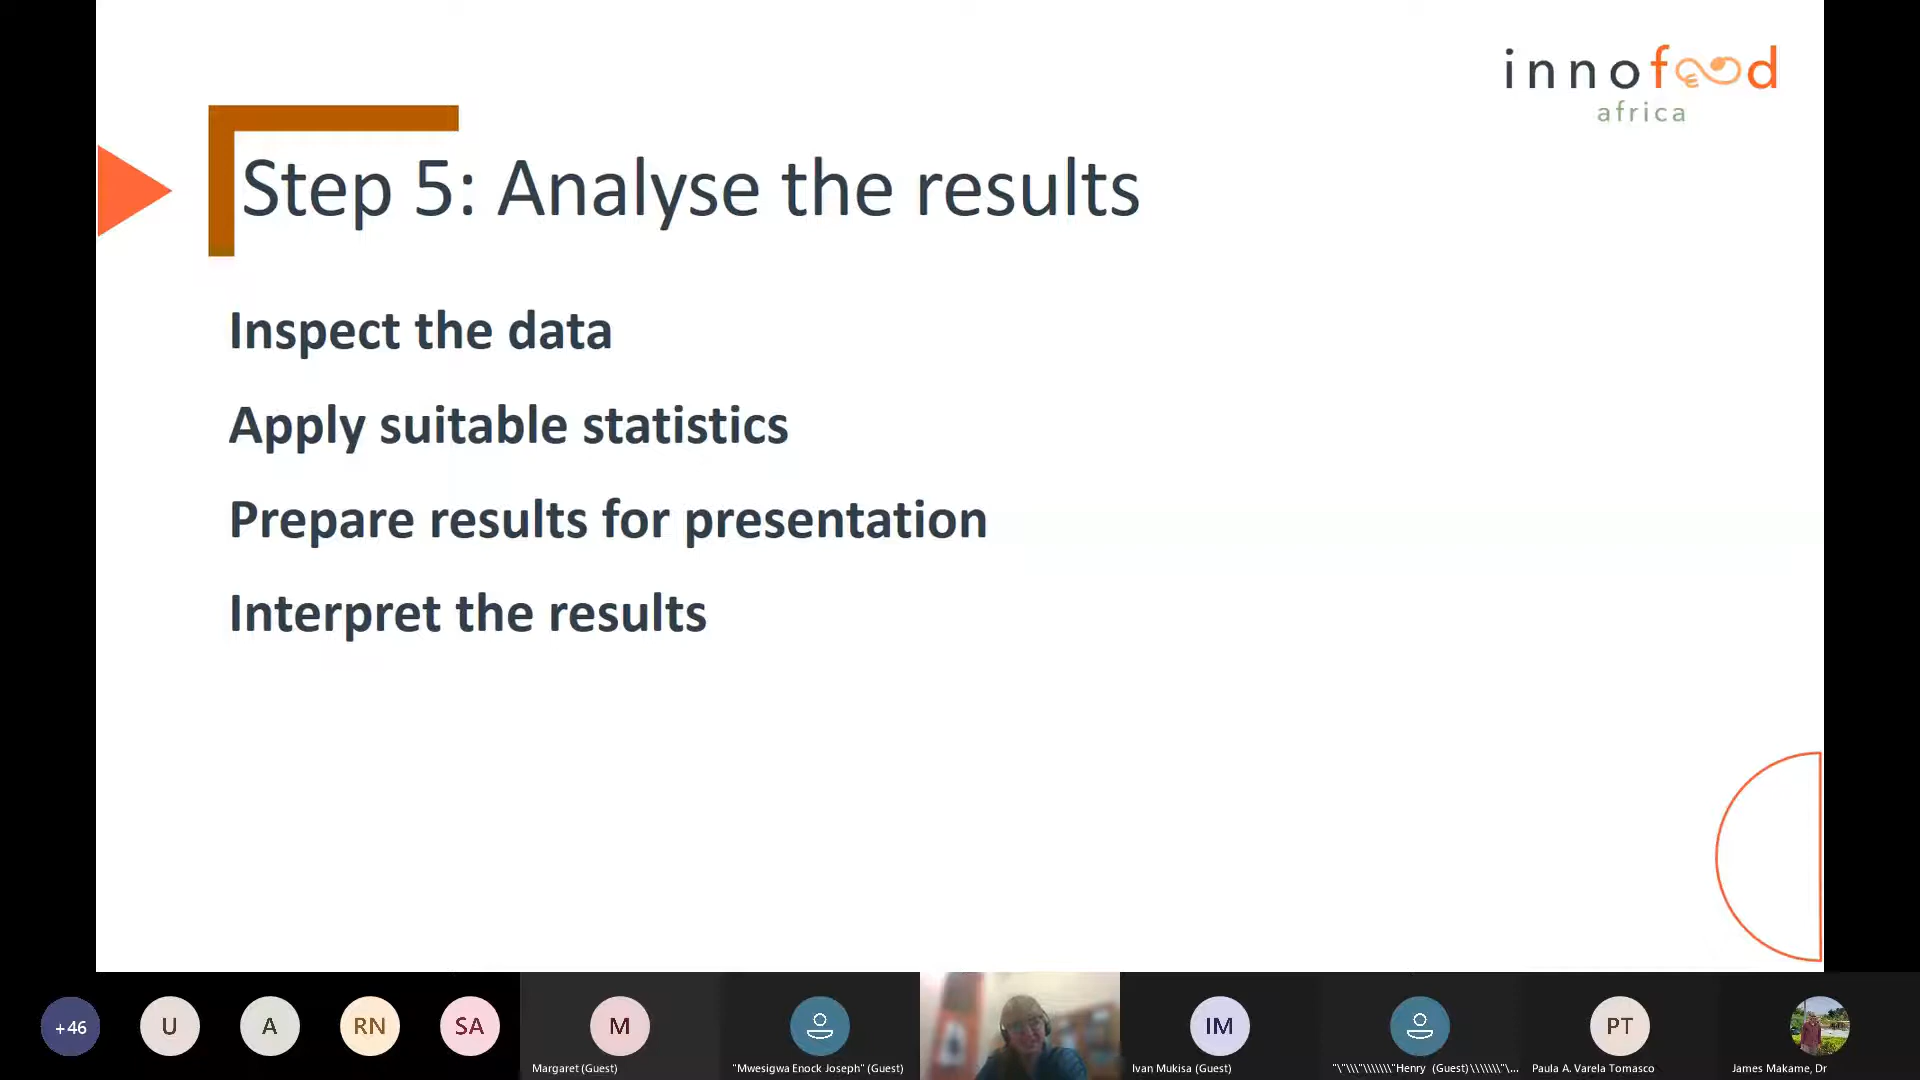 innofood
africa
Step 5: Analyse the results
Inspect the data
Apply suitable statistics
Prepare results for presentation
Interpret the results
+46
U
A
RN
SA
M
IM
PT
Margaret (Guest)
"Mwesigwa Enock Joseph" (Guest)
Ivan Mukisa (Guest)
"\"\\\"\\\\\\\"Henry (Guest)\\\\\\\"\...
Paula A. Varela Tomasco
James Makame, Dr